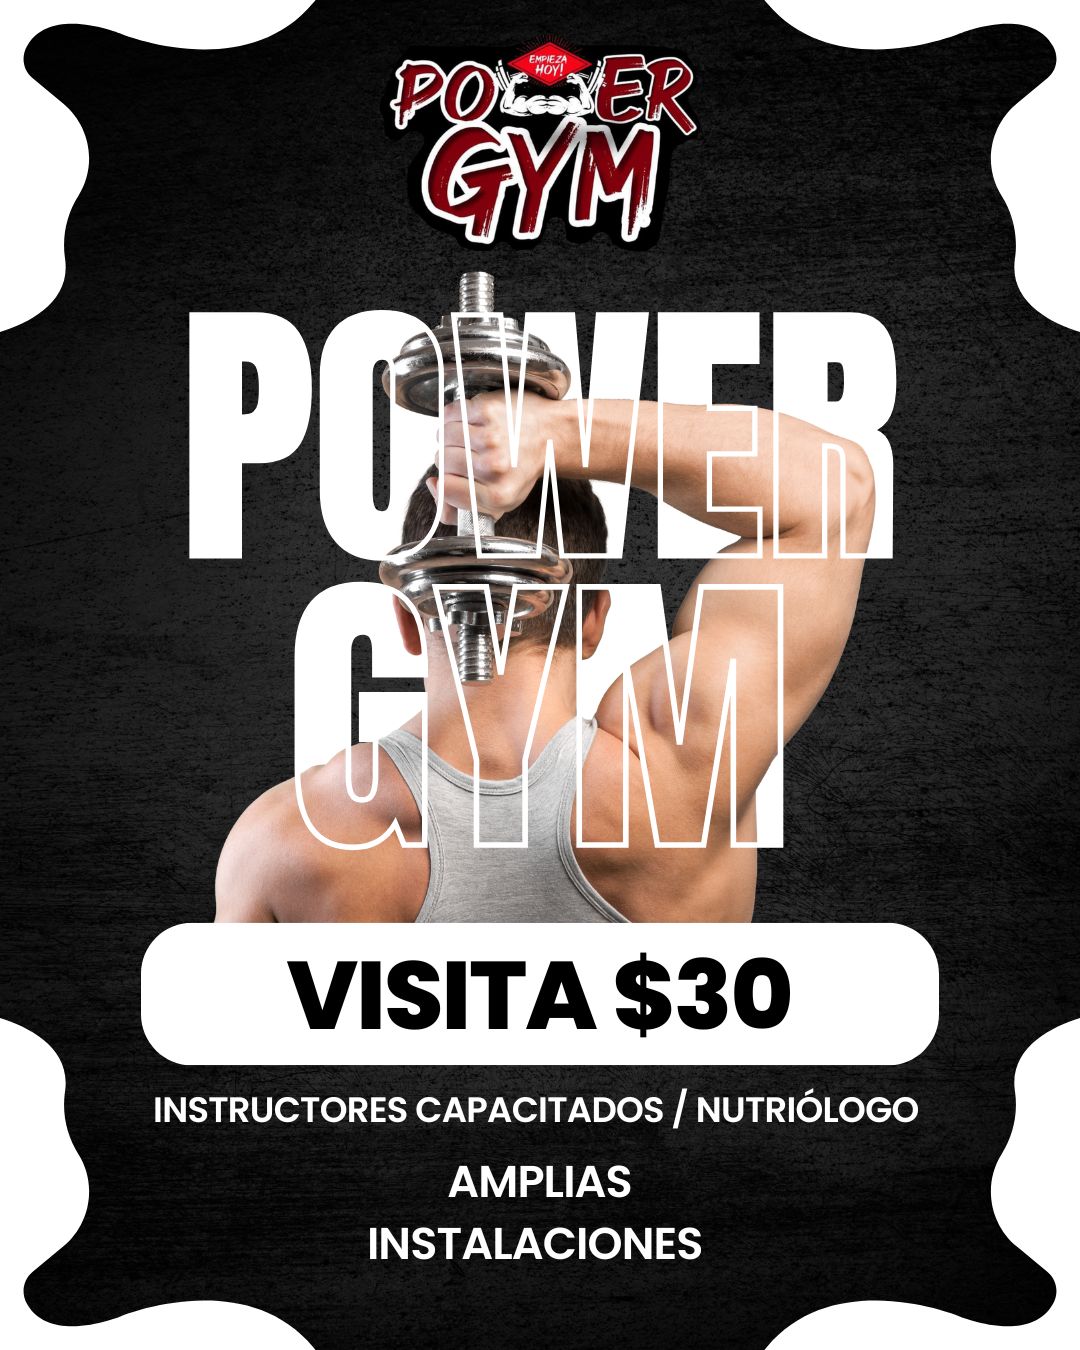 EMPIEZA
HOY!
POWER
GYM
POWER
GYM
VISITA $30
INSTRUCTORES CAPACITADOS / NUTRIÓLOGO
AMPLIAS
INSTALACIONES